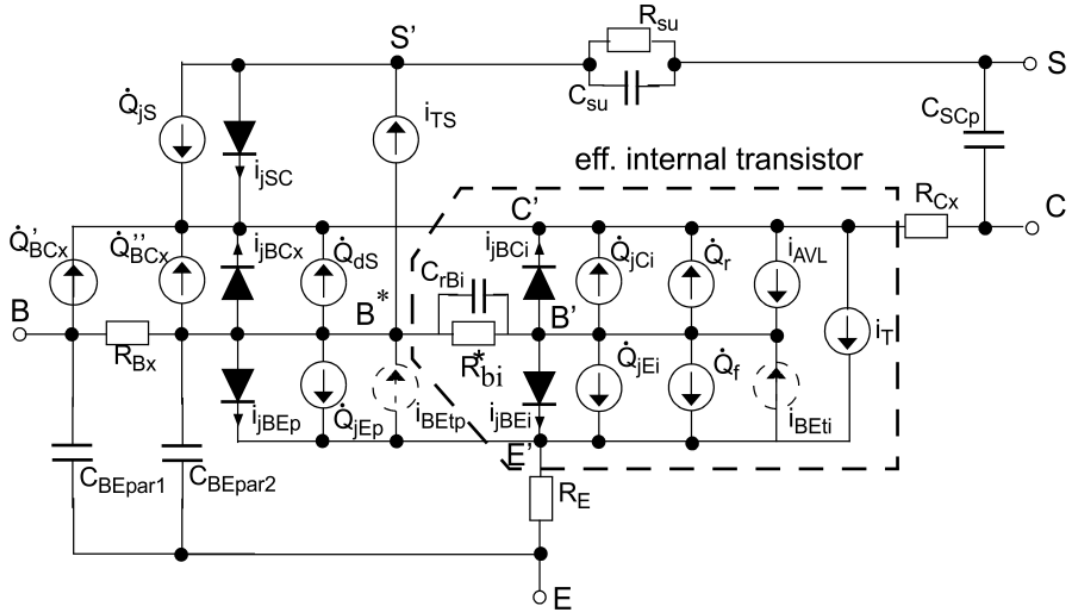 R_su
S'
S
C_su
Q̇_jS
i_TS
C_SCp
i_jSC
eff. internal transistor
R_Cx
C'
C
Q̇'_BCx
Q̇''_BCx
i_jBCx
Q̇_dS
C_rBi
i_jBCi
Q̇_jCi
Q̇_r
i_AVL
B
B*
B'
i_T
R_Bx
R*_bi
i_jBEp
Q̇_jEp
i_BEtp
i_jBEi
Q̇_jEi
Q̇_f
i_BEti
E'
C_BEpar1
C_BEpar2
R_E
E